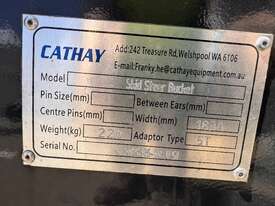 CATHAY
Add:242 Treasure Rd,Welshpool WA 6106
E-mail:Franky.he@cathayequipment.com.au
Model Skid Steer Bucket
Pin Size(mm) Between Ears(mm)
Centre Pins(mm) Width(mm)
Weight(kg) Adaptor Type
Serial No.